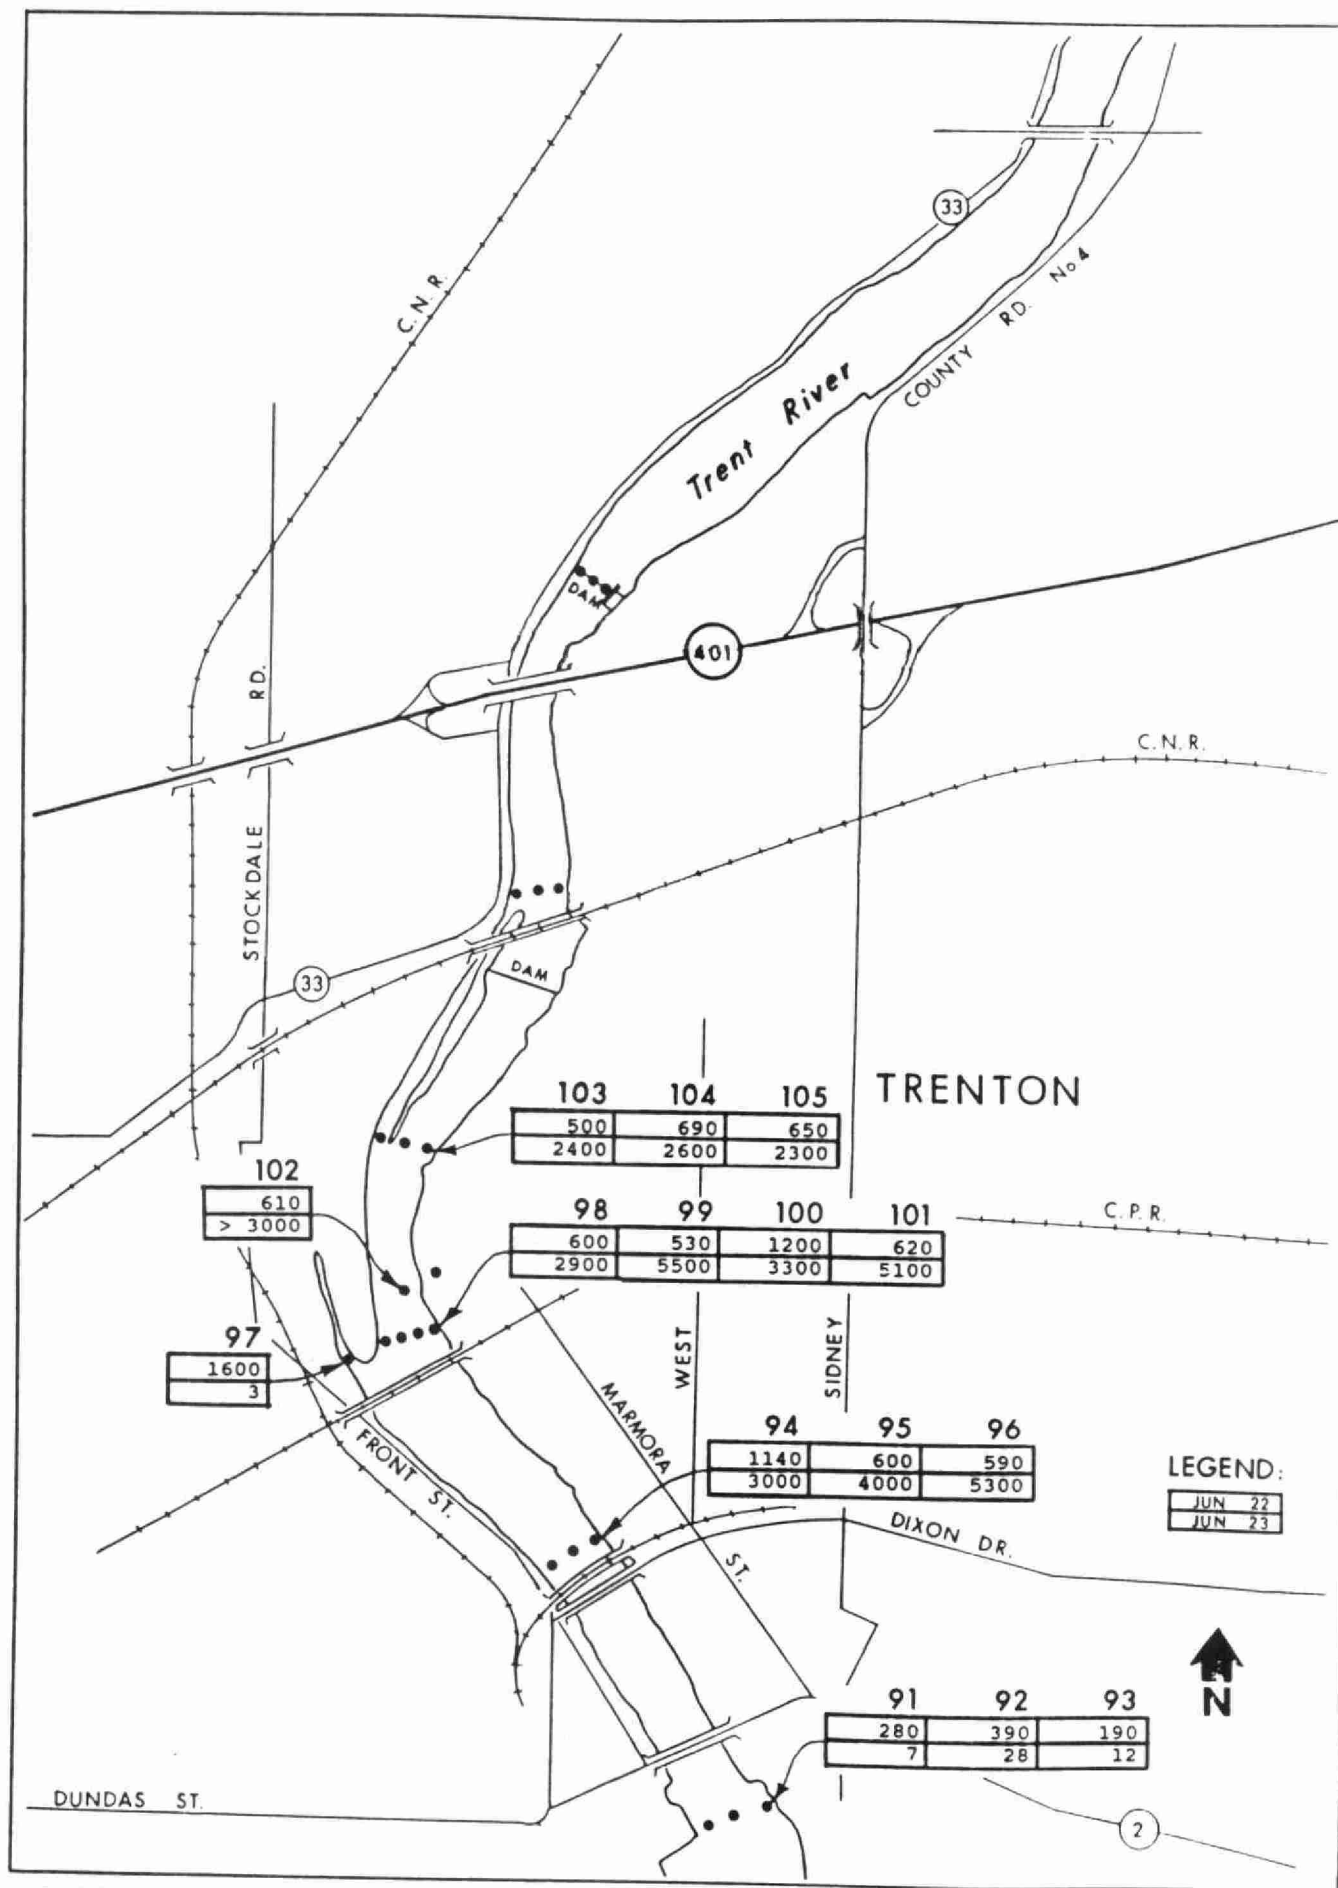 33
C.N.R.
COUNTY RD. No 4
Trent River
DAM
401
RD.
C.N.R.
STOCKDALE
DAM
33
TRENTON
103 104 105
500 690 650
2400 2600 2300
102
610
> 3000
98 99 100 101
600 530 1200 620
2900 5500 3300 5100
C.P.R.
97
1600
3
WEST
SIDNEY
MARMORA
FRONT ST.
94 95 96
1140 600 590
3000 4000 5300
LEGEND:
JUN 22
JUN 23
DIXON DR.
ST.
N
91 92 93
280 390 190
7 28 12
DUNDAS ST.
2